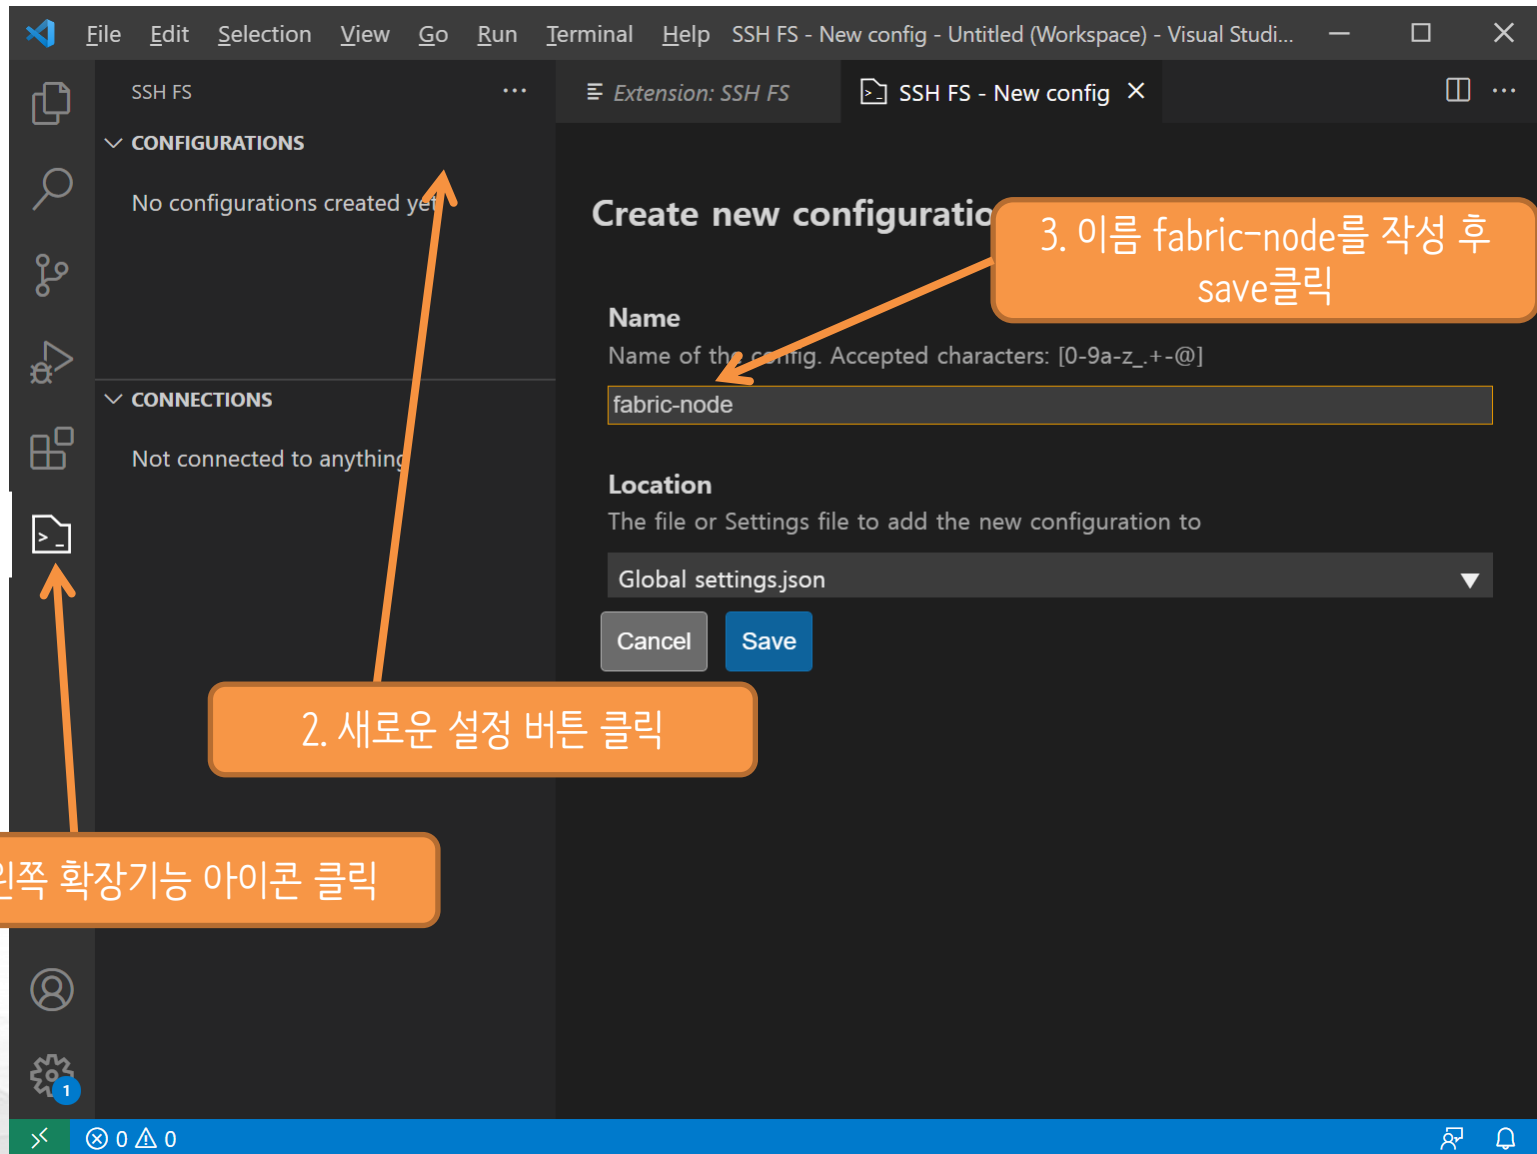 File Edit Selection View Go Run Terminal Help SSH FS - New config - Untitled (Workspace) - Visual Studi...
SSH FS
Extension: SSH FS
SSH FS - New config
CONFIGURATIONS
No configurations created yet
Create new configuratio
3. 이름 fabric-node를 작성 후
save클릭
Name
Name of the config. Accepted characters: [0-9a-z_.+-@]
fabric-node
CONNECTIONS
Not connected to anything
Location
The file or Settings file to add the new configuration to
Global settings.json
Cancel
Save
2. 새로운 설정 버튼 클릭
왼쪽 확장기능 아이콘 클릭
1
0
0